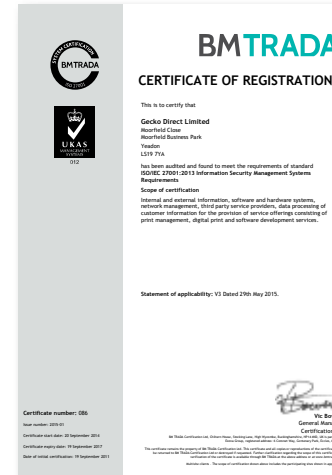 BMTRADA
SYSTEM CERTIFICATION
BMTRADA
ISO 27001
CERTIFICATE OF REGISTRATION
This is to certify that
Gecko Direct Limited
Moorfield Close
Moorfield Business Park
Yeadon
LS19 7YA
UKAS
MANAGEMENT
SYSTEMS
012
has been audited and found to meet the requirements of standard
ISO/IEC 27001:2013 Information Security Management Systems
Requirements
Scope of certification
Internal and external information, software and hardware systems,
network management, third party service providers, data processing of
customer information for the provision of service offerings consisting of
print management, digital print and software development services.
Statement of applicability: V3 Dated 29th May 2015.
Vic Bo
General Man
Certification
Certificate number: 086
Issue number: 2015-01
Certificate start date: 20 September 2014
Certificate expiry date: 19 September 2017
Date of initial certification: 19 September 2011